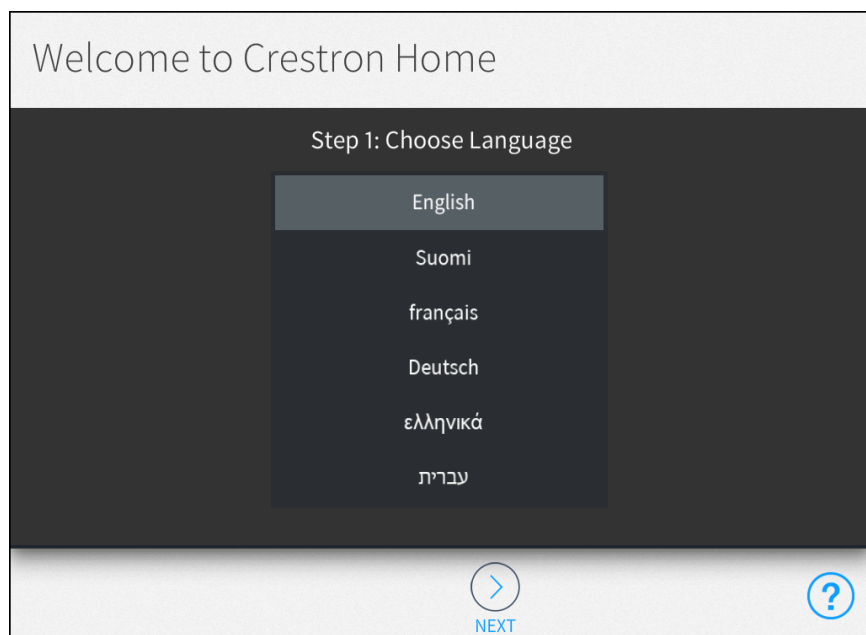 Welcome to Crestron Home
Step 1: Choose Language
English
Suomi
français
Deutsch
ελληνικά
עברית
NEXT
?